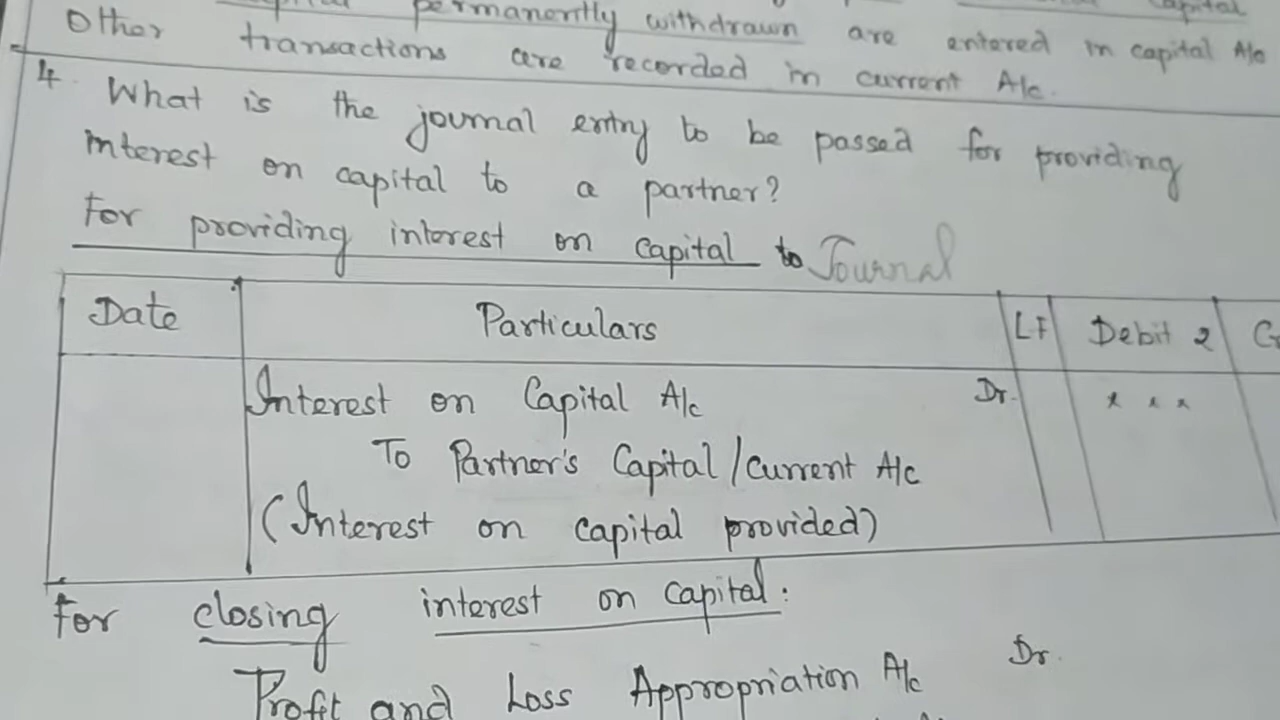 permanently withdrawn are entered in capital A/c
Other transactions are recorded in current A/c.
4. What is the journal entry to be passed for providing
interest on capital to a partner?
For providing interest on capital to Journal
Date Particulars LF Debit ₹
Interest on Capital A/c Dr. x x x
To Partner's Capital/Current A/c
(Interest on capital provided)
For closing interest on capital:
Profit and Loss Appropriation A/c Dr.